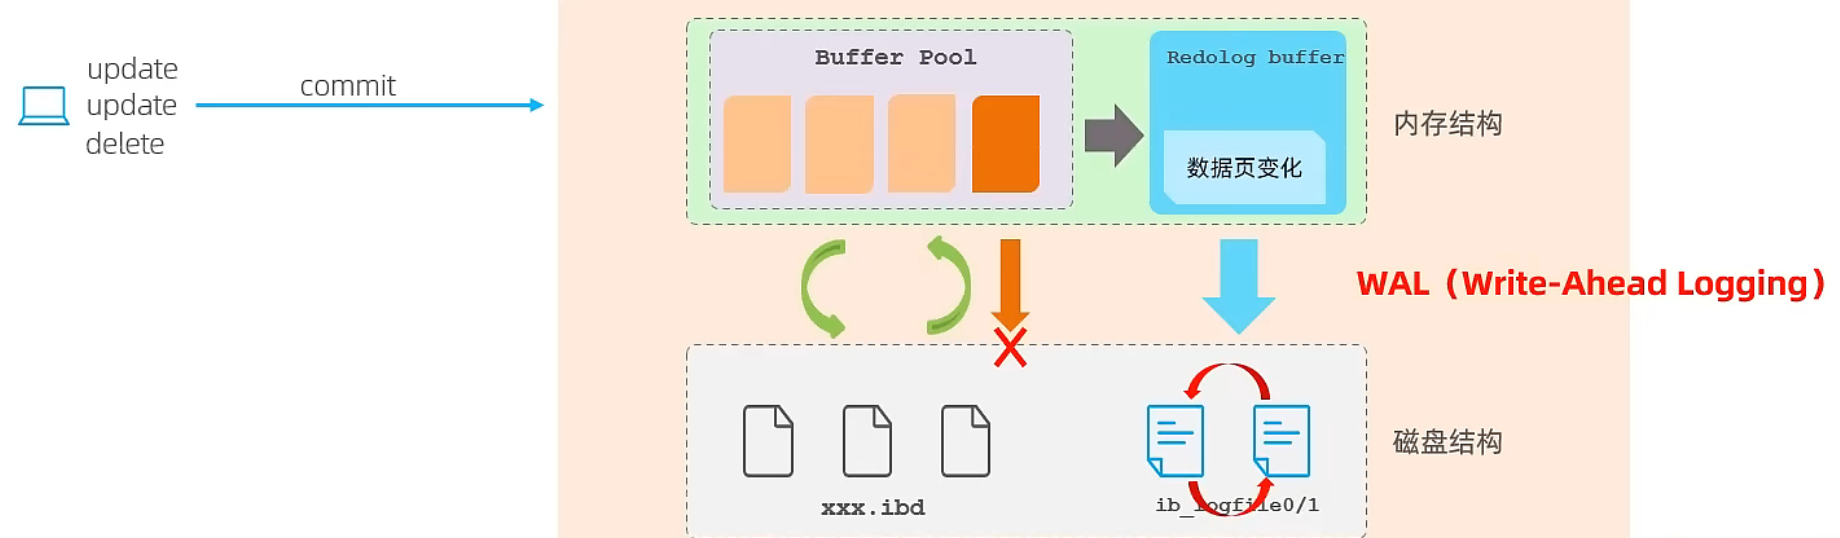 update
update
delete
commit
Buffer Pool
Redolog buffer
数据页变化
内存结构
WAL（Write-Ahead Logging）
xxx.ibd
ib_logfile0/1
磁盘结构